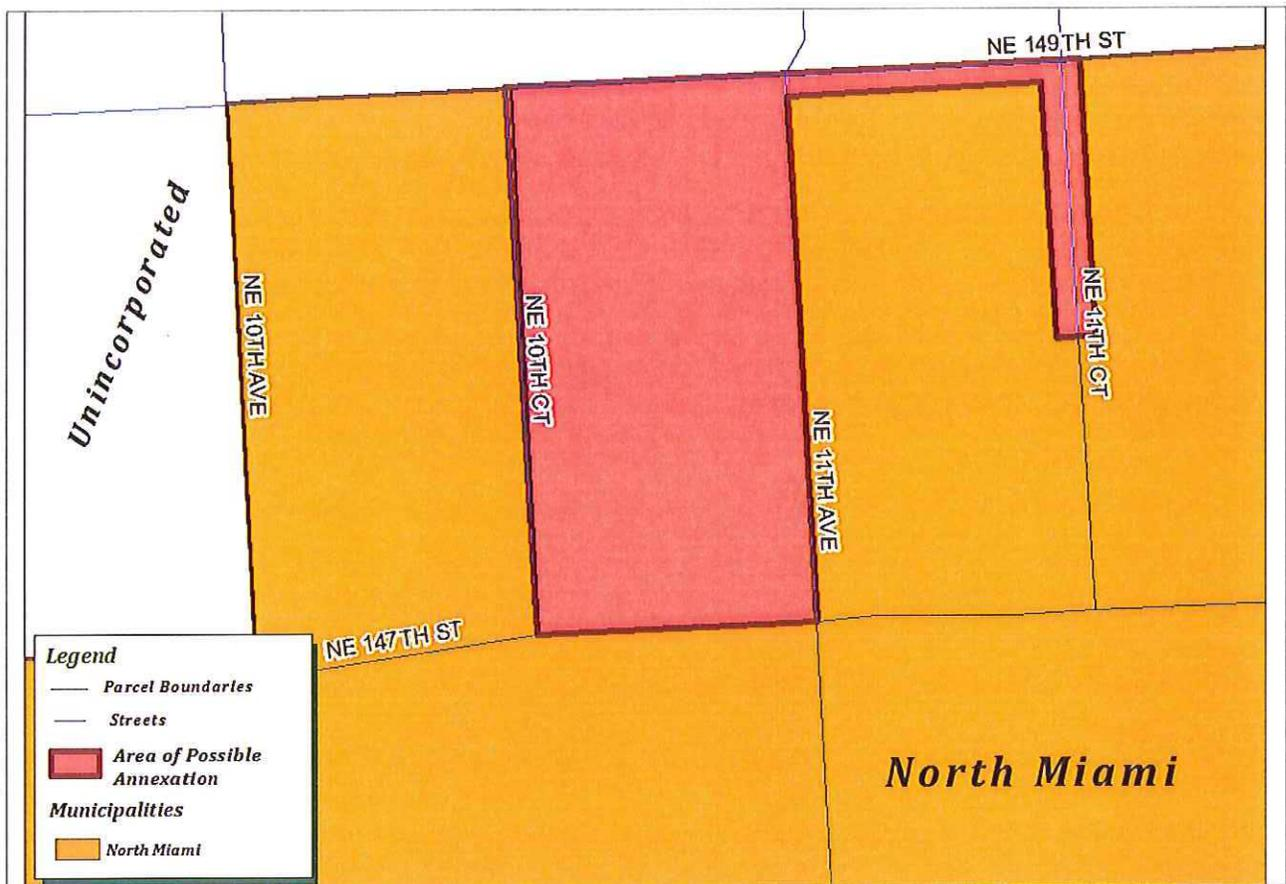 NE 149TH ST
Unincorporated
NE 10TH AVE
NE 10TH CT
NE 11TH AVE
NE 11TH CT
NE 147TH ST
North Miami
Legend
Parcel Boundaries
Streets
Area of Possible
Annexation
Municipalities
North Miami